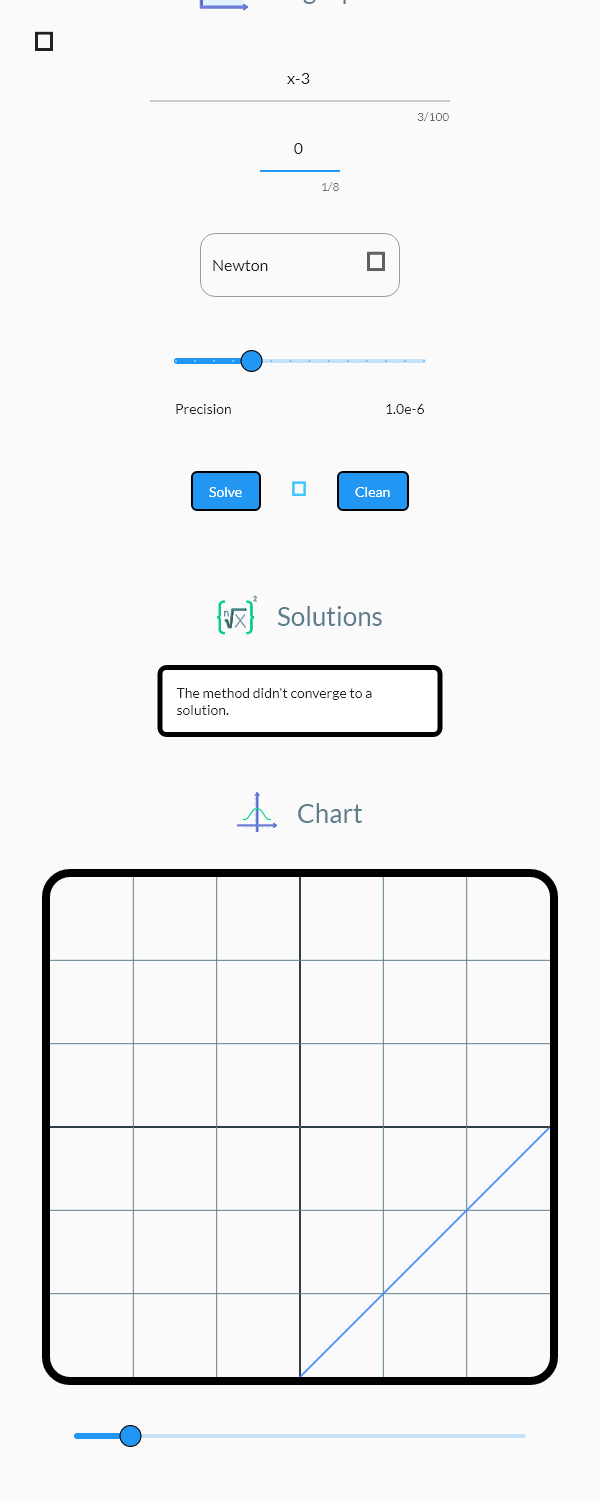 x-3
3/100
0
1/8
Newton
Precision 1.0e-6
Solve Clean
Solutions
The method didn't converge to a
solution.
Chart